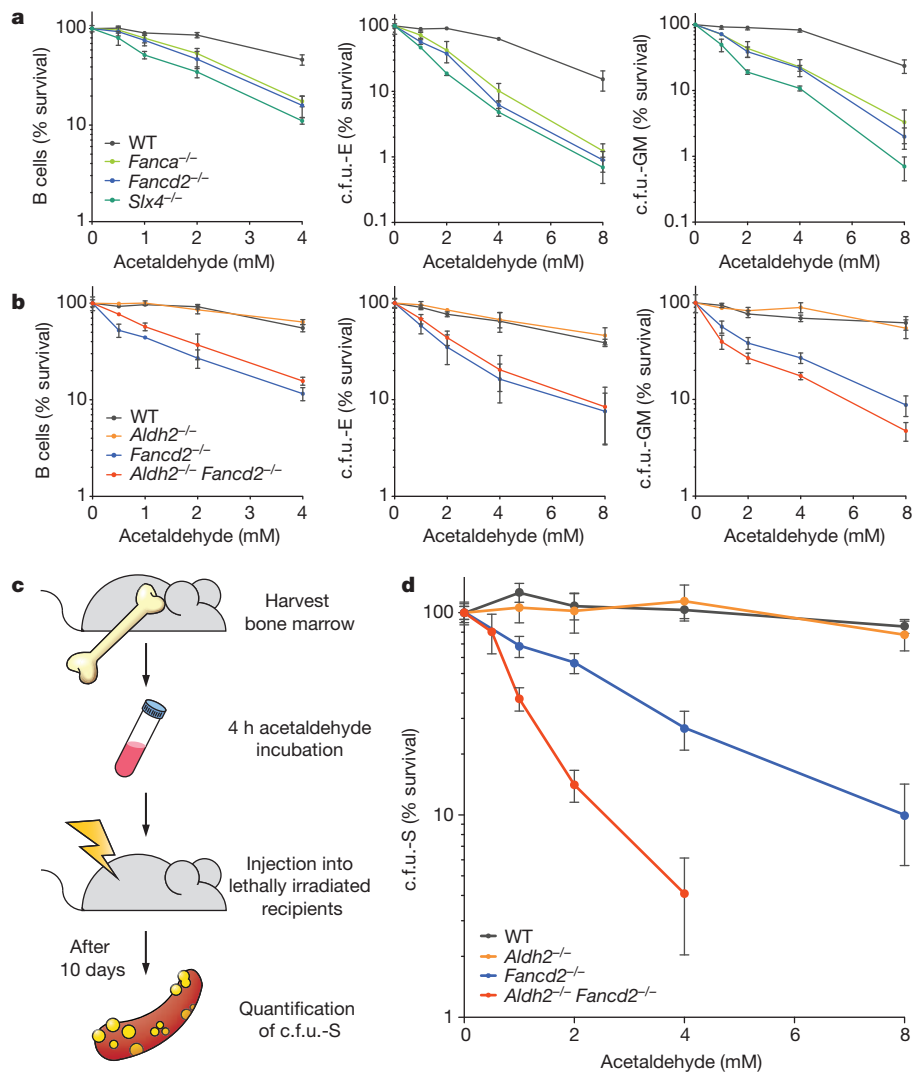 a
B cells (% survival)
100
10
1
0
1
2
3
4
Acetaldehyde (mM)
WT
Fanca–/–
Fancd2–/–
Slx4–/–
c.f.u.-E (% survival)
100
10
1
0.1
0
2
4
6
8
Acetaldehyde (mM)
c.f.u.-GM (% survival)
100
10
1
0.1
0
2
4
6
8
Acetaldehyde (mM)
b
B cells (% survival)
100
10
1
0
1
2
3
4
Acetaldehyde (mM)
WT
Aldh2–/–
Fancd2–/–
Aldh2–/– Fancd2–/–
c.f.u.-E (% survival)
100
10
1
0
2
4
6
8
Acetaldehyde (mM)
c.f.u.-GM (% survival)
100
10
1
0
2
4
6
8
Acetaldehyde (mM)
c
Harvest
bone marrow
4 h acetaldehyde
incubation
Injection into
lethally irradiated
recipients
After
10 days
Quantification
of c.f.u.-S
d
c.f.u.-S (% survival)
100
10
1
0
2
4
6
8
Acetaldehyde (mM)
WT
Aldh2–/–
Fancd2–/–
Aldh2–/– Fancd2–/–